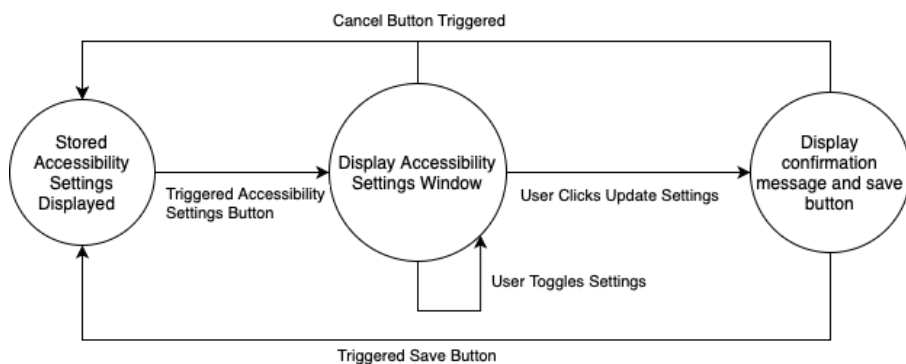 Cancel Button Triggered
Stored
Accessibility
Settings
Displayed
Triggered Accessibility
Settings Button
Display Accessibility
Settings Window
User Clicks Update Settings
Display
confirmation
message and save
button
User Toggles Settings
Triggered Save Button